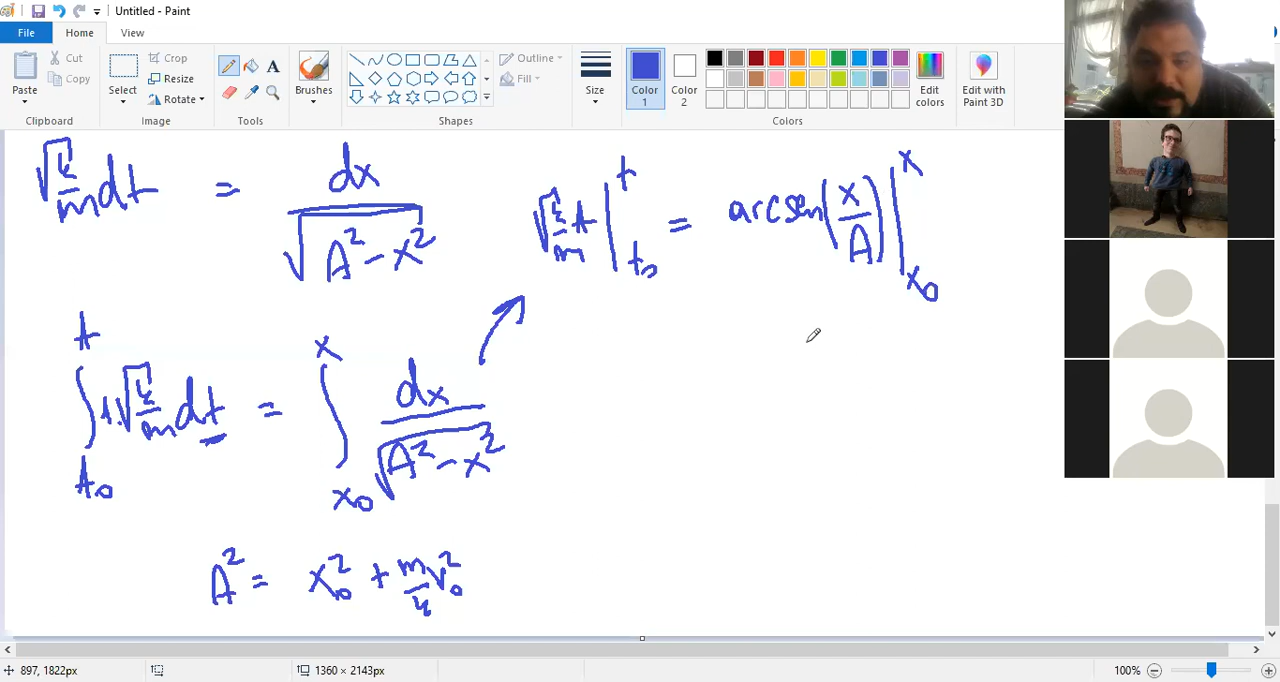 Untitled - Paint
File Home View
Paste
Cut
Copy
Clipboard
Select
Crop
Resize
Rotate
Image
Tools
Brushes
Outline
Fill
Shapes
Size
Color 1
Color 2
Edit colors
Edit with Paint 3D
Colors
√(k/m) dt = dx/√(A² - x²)
√(k/m) t |_{t₀}^{t} = arcsen(x/A) |_{x₀}^{x}
∫_{t₀}^{t} 1·√(k/m) dt = ∫_{x₀}^{x} dx/√(A² - x²)
A² = x₀² + m/k v₀²
897, 1822px
1360 × 2143px
100%